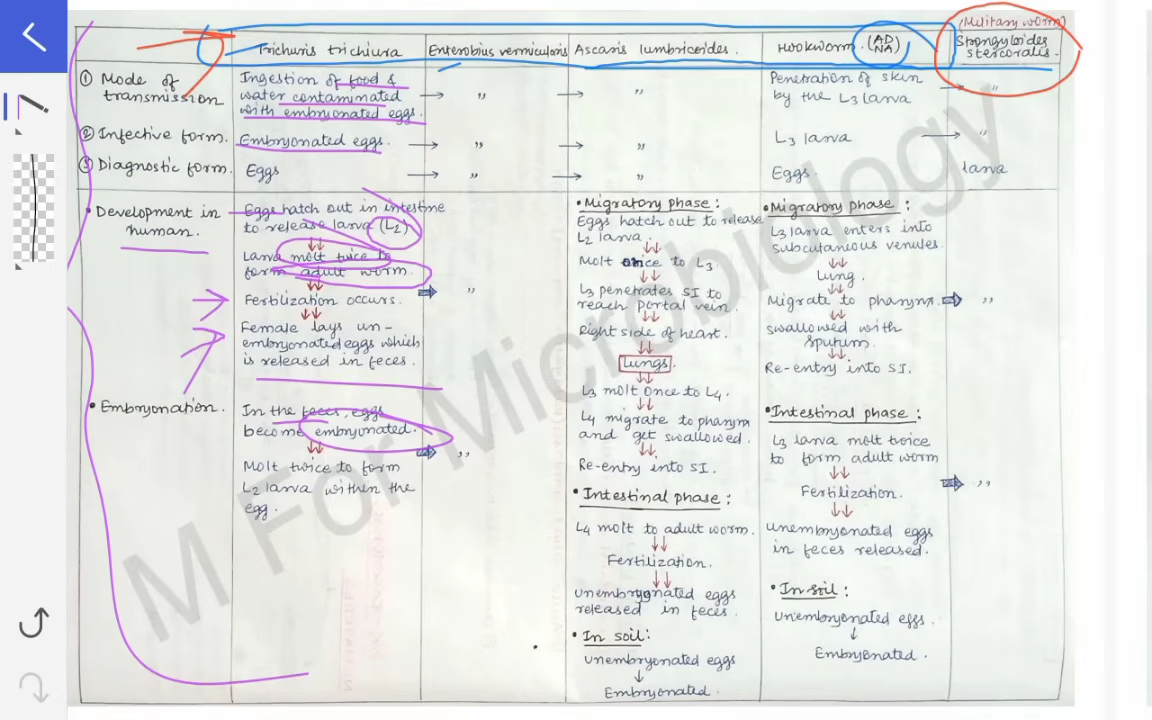 (Military worm)
Trichuris trichiura
Enterobius vermicularis
Ascaris lumbricoides.
Hookworm. (AD
NA)
Strongyloides
stercoralis.
① Mode of
transmission
Ingestion of food &
water contaminated
with embryonated eggs.
→ "
→ "
Penetration of skin
by the L3 larva
→ "
② Infective form.
Embryonated eggs.
→ "
→ "
L3 larva
→ "
③ Diagnostic form.
Eggs
→ "
→ "
Eggs.
larva
• Development in
human.
Eggs hatch out in intestine
to release larva (L2)
↓↓
Larva molt twice to
form adult worm.
↓↓
Fertilization occurs.
⇒ "
↓↓
Female lays un-
embryonated eggs which
is released in feces.
• Embryonation.
In the feces, eggs
become embryonated.
↓↓
⇒ "
Molt twice to form
L2 larva within the
egg.
• Migratory phase :
Eggs hatch out to release
L2 larva.
↓↓
Molt once to L3.
↓↓
L3 penetrates SI to
reach portal vein.
↓↓
Right side of heart.
↓↓
Lungs.
↓↓
L3 molt once to L4.
↓↓
L4 migrate to pharynx
and get swallowed.
↓↓
Re-entry into SI.
• Intestinal phase :
L4 molt to adult worm.
↓↓
Fertilization.
↓↓
unembryonated eggs
released in feces.
• In soil:
unembryonated eggs
↓
Embryonated.
• Migratory phase :
L3 larva enters into
subcutaneous venules.
↓↓
Lung.
↓↓
Migrate to pharynx.
⇒ "
↓↓
swallowed with
sputum.
↓↓
Re-entry into SI.
• Intestinal phase :
L3 larva molt twice
to form adult worm
↓↓
Fertilization.
⇒ "
↓↓
unembryonated eggs
in feces released.
• In soil :
unembryonated effs.
↓
Embryonated.
M For Microbiology